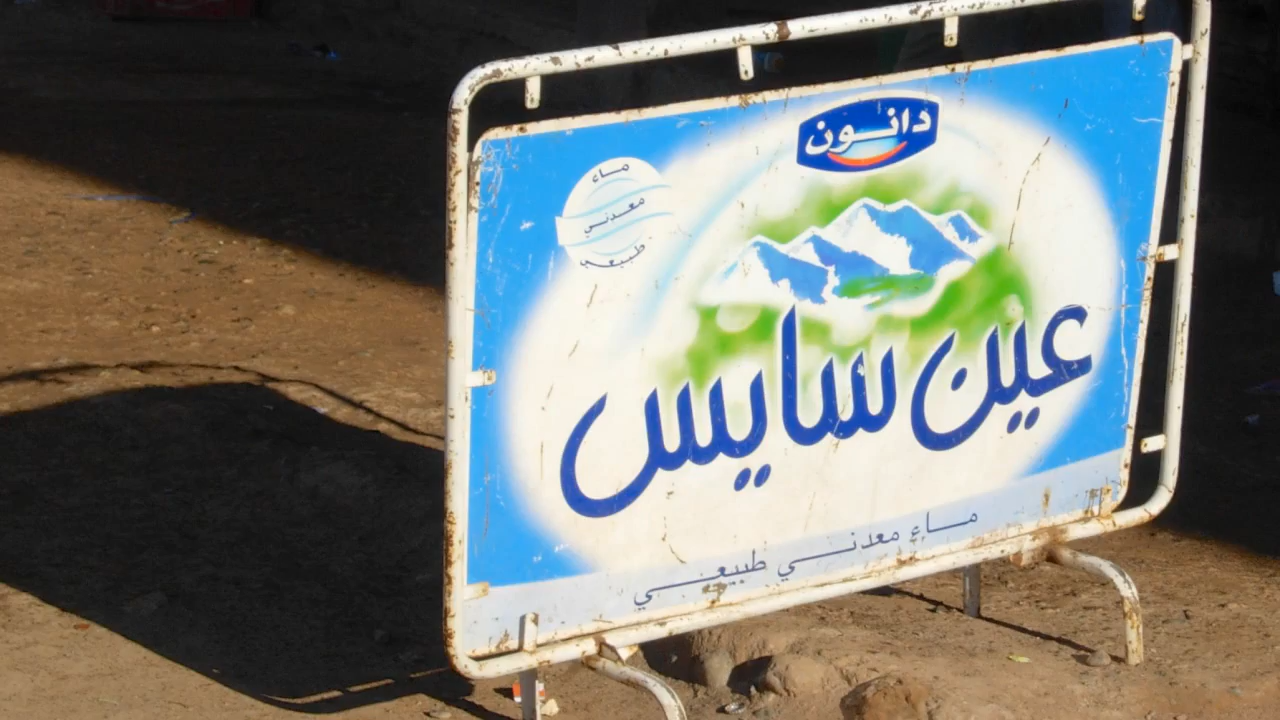 دانون
ماء
معدني
طبيعي
عين سايس
ماء معدني طبيعي